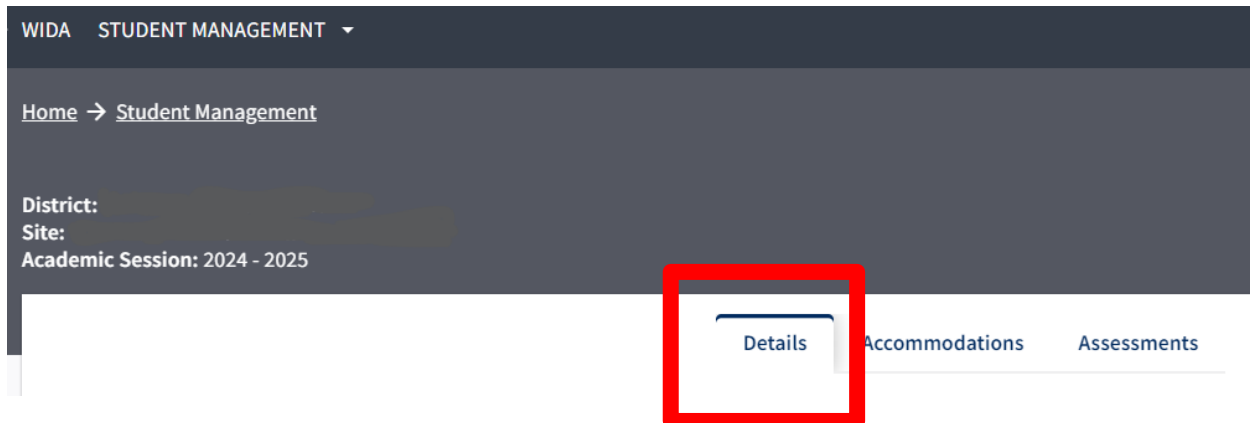 WIDA STUDENT MANAGEMENT
Home → Student Management
District:
Site:
Academic Session: 2024 - 2025
Details Accommodations Assessments